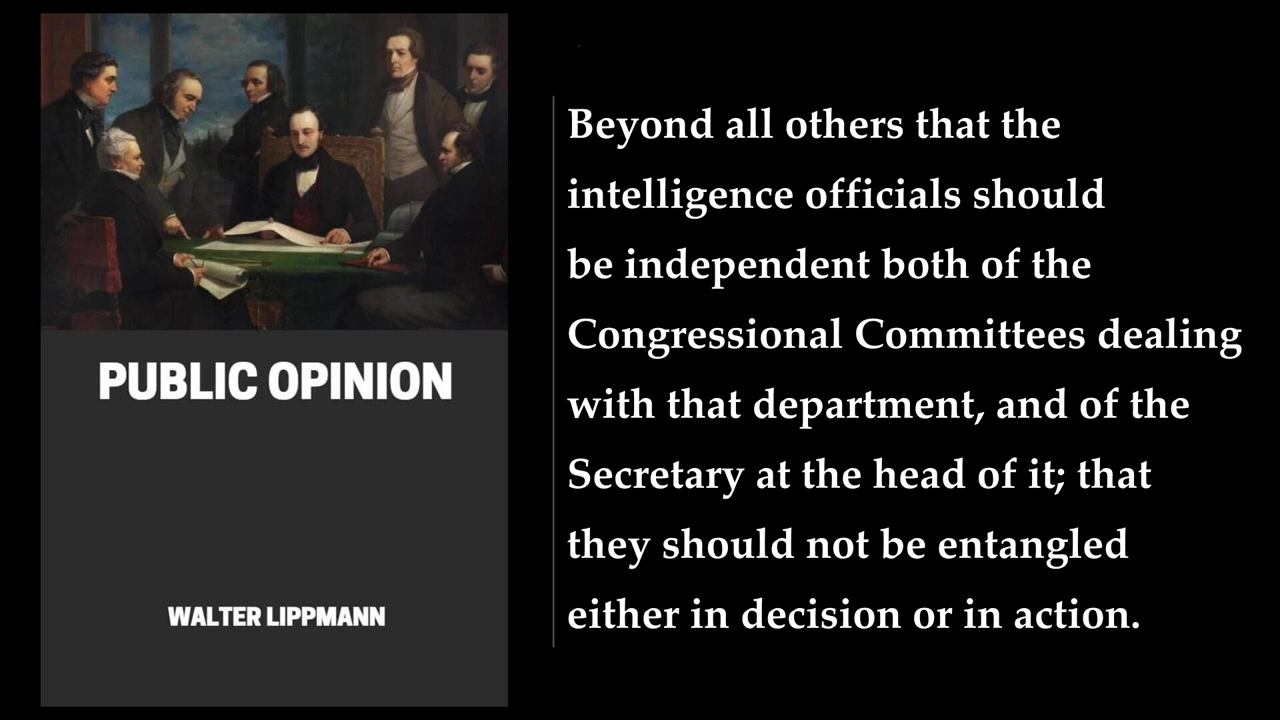 PUBLIC OPINION
WALTER LIPPMANN
Beyond all others that the
intelligence officials should
be independent both of the
Congressional Committees dealing
with that department, and of the
Secretary at the head of it; that
they should not be entangled
either in decision or in action.